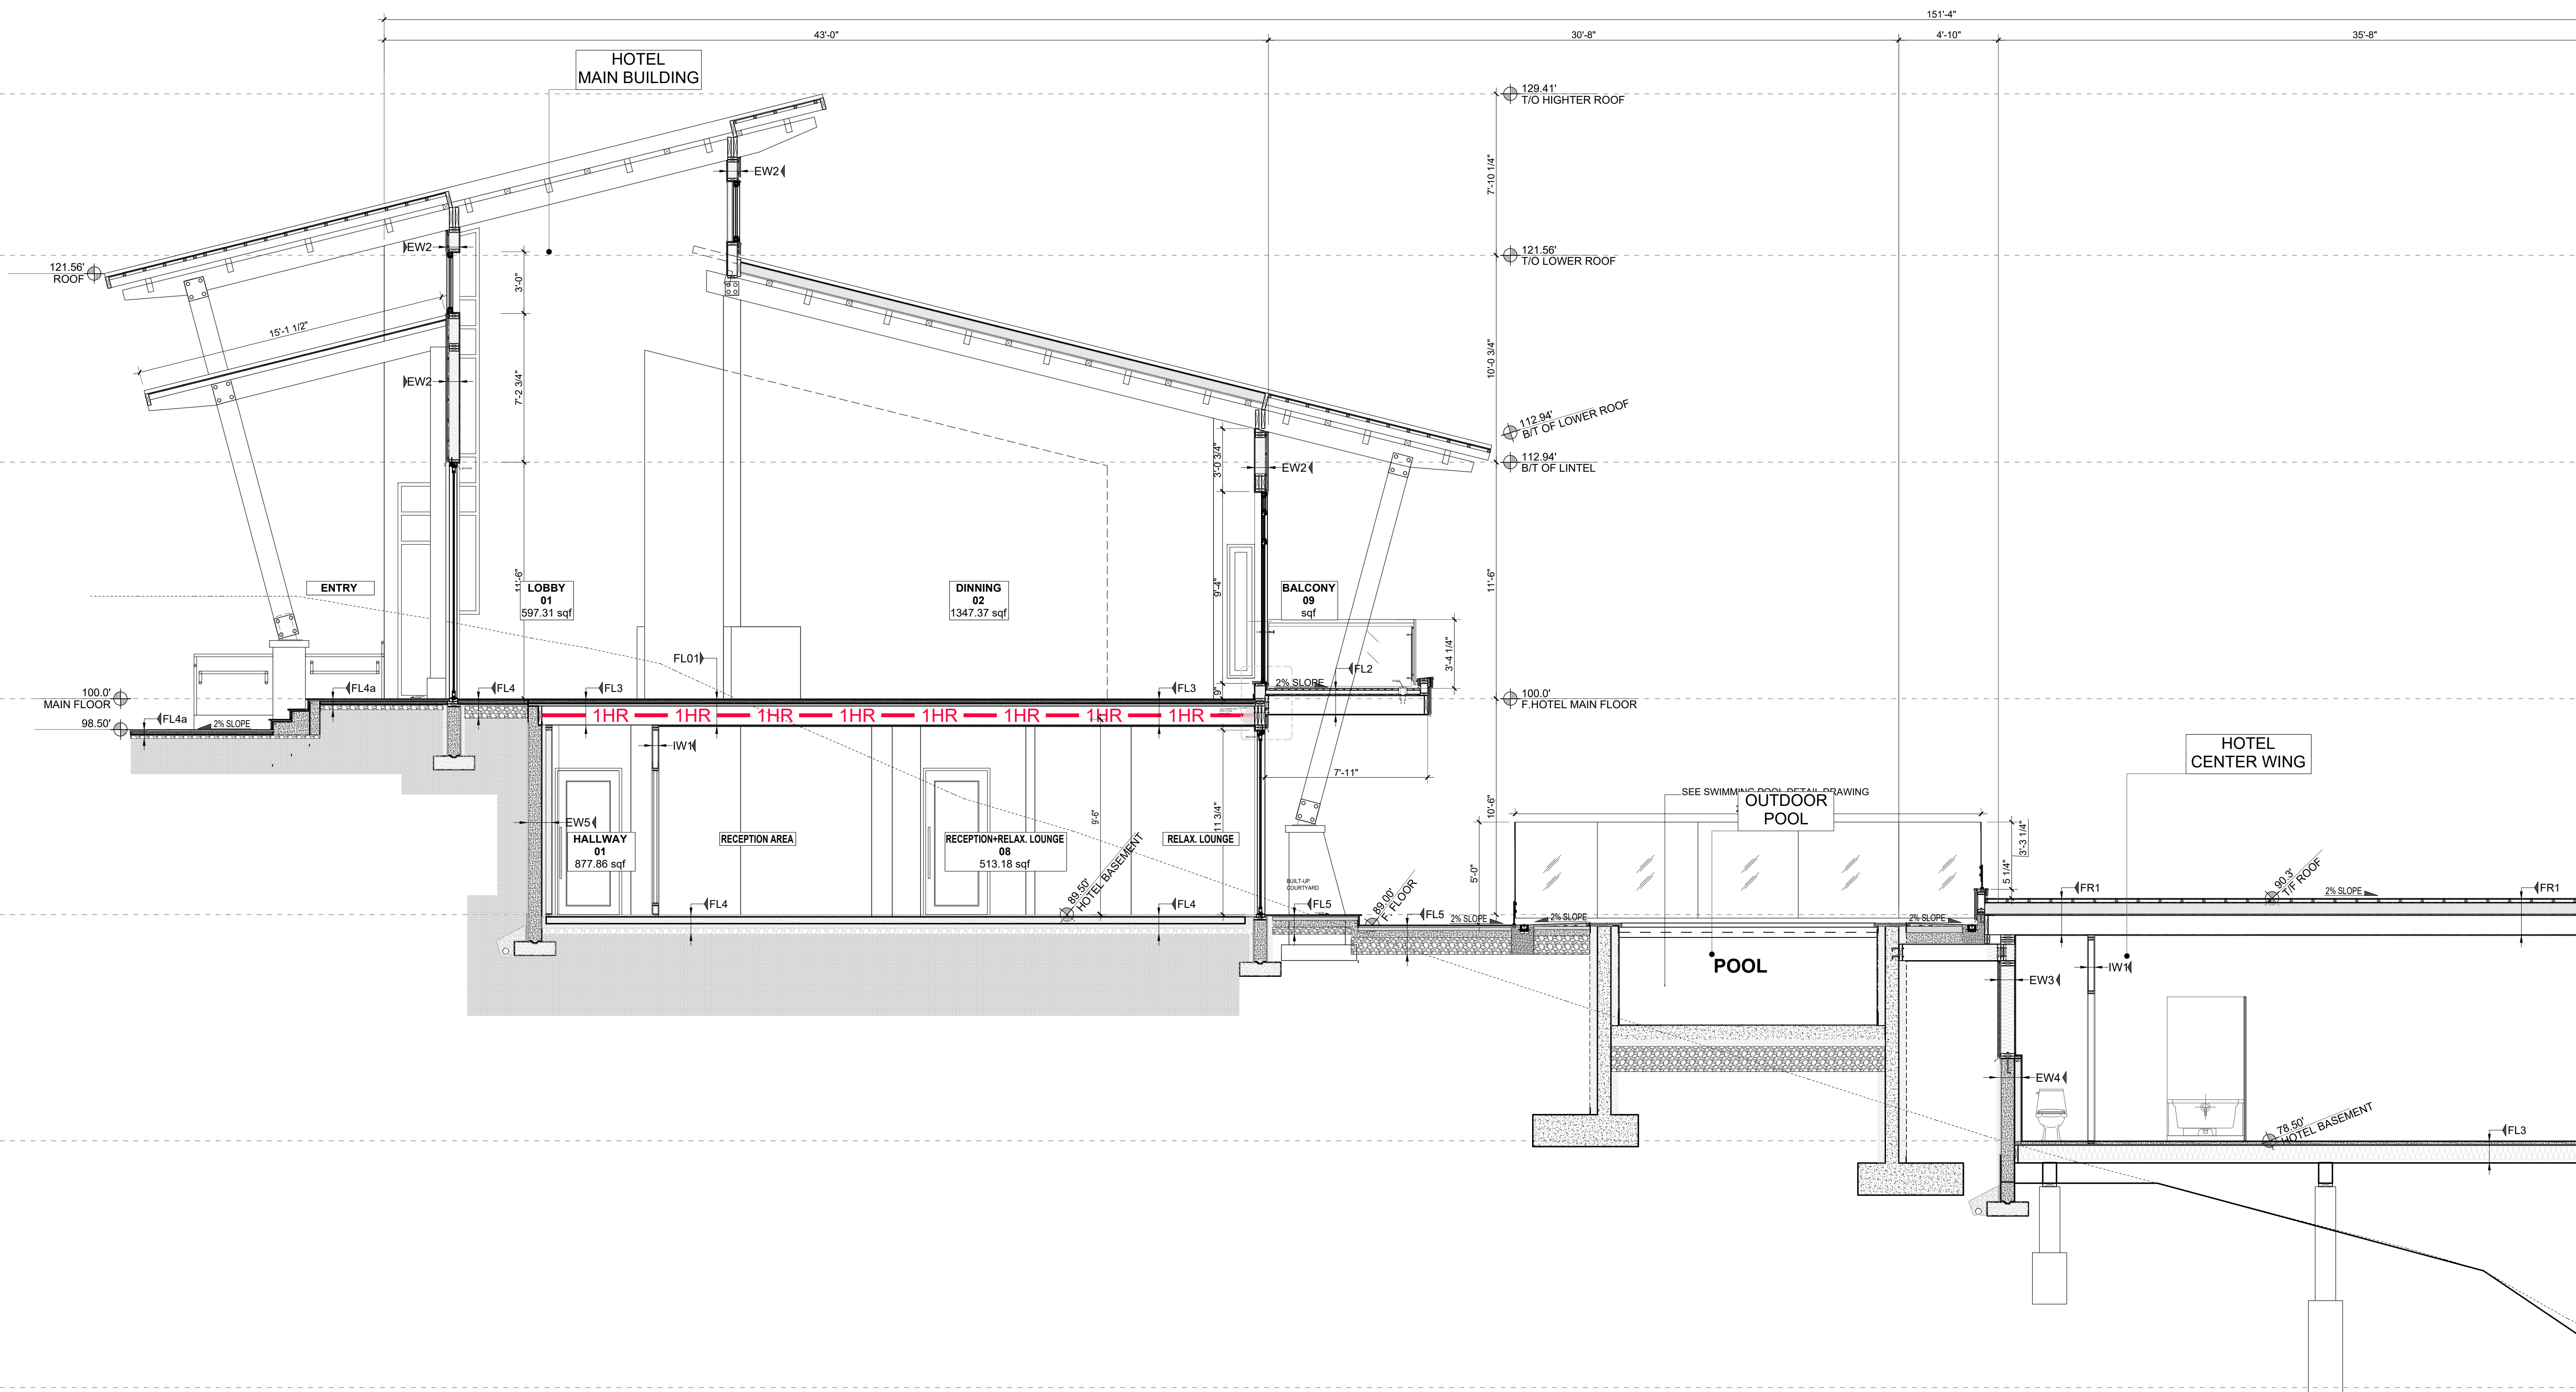 151'-4"
43'-0"
30'-8"
4'-10"
35'-8"
HOTEL
MAIN BUILDING
129.41'
T/O HIGHTER ROOF
7'-10 1/4"
EW2
EW2
121.56'
ROOF
3'-0"
121.56'
T/O LOWER ROOF
15'-1 1/2"
EW2
7'-2 3/4"
10'-0 3/4"
112.94'
B/T OF LOWER ROOF
112.94'
B/T OF LINTEL
3'-0 3/4"
EW2
ENTRY
11'-6"
LOBBY
01
597.31 sqf
DINNING
02
1347.37 sqf
9'-4"
BALCONY
09
sqf
11'-6"
3'-4 1/4"
FL01
FL2
2% SLOPE
9"
100.0'
MAIN FLOOR
FL4a
FL4
FL3
FL3
100.0'
F.HOTEL MAIN FLOOR
98.50'
FL4a
2% SLOPE
1HR 1HR 1HR 1HR 1HR 1HR 1HR 1HR
IW1
7'-11"
HOTEL
CENTER WING
SEE SWIMMING POOL DETAIL DRAWING
OUTDOOR
POOL
10'-6"
EW5
9'-6"
11 3/4"
HALLWAY
01
877.86 sqf
RECEPTION AREA
RECEPTION+RELAX. LOUNGE
08
513.18 sqf
RELAX. LOUNGE
89.50'
HOTEL BASEMENT
BUILT-UP
COURTYARD
89.00'
F. FLOOR
5'-0"
3'-3 1/4"
5 1/4"
90.3'
T/F ROOF
FR1
2% SLOPE
FR1
FL4
FL4
FL5
FL5
2% SLOPE
2% SLOPE
2% SLOPE
POOL
EW3
IW1
EW4
78.50'
HOTEL BASEMENT
FL3